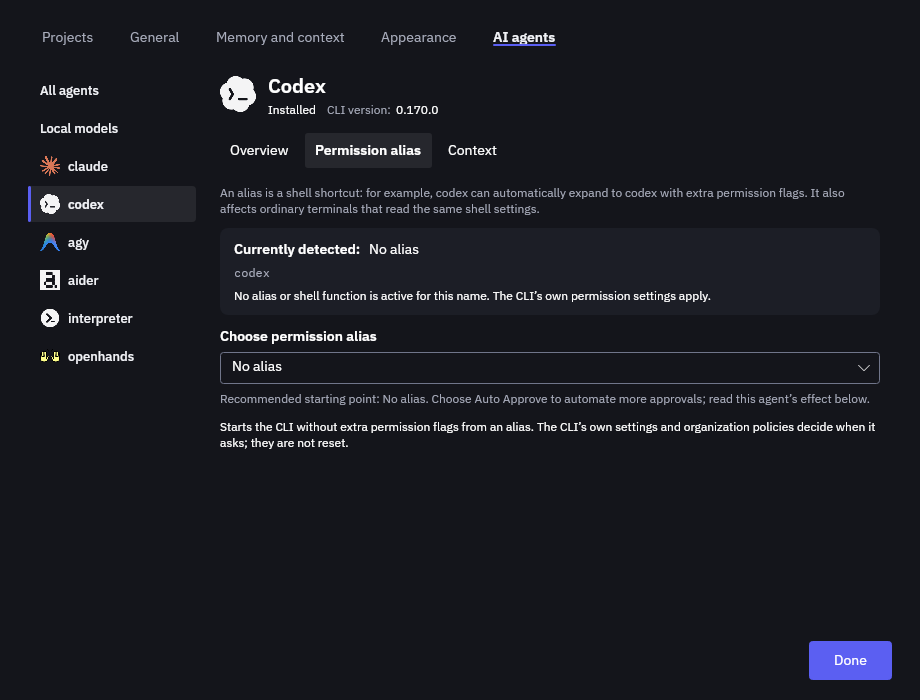 Projects General Memory and context Appearance AI agents
All agents
Local models
claude
codex
agy
aider
interpreter
openhands
Codex
Installed CLI version: 0.170.0
Overview Permission alias Context
An alias is a shell shortcut: for example, codex can automatically expand to codex with extra permission flags. It also
affects ordinary terminals that read the same shell settings.
Currently detected: No alias
codex
No alias or shell function is active for this name. The CLI’s own permission settings apply.
Choose permission alias
No alias
Recommended starting point: No alias. Choose Auto Approve to automate more approvals; read this agent’s effect below.
Starts the CLI without extra permission flags from an alias. The CLI’s own settings and organization policies decide when it
asks; they are not reset.
Done